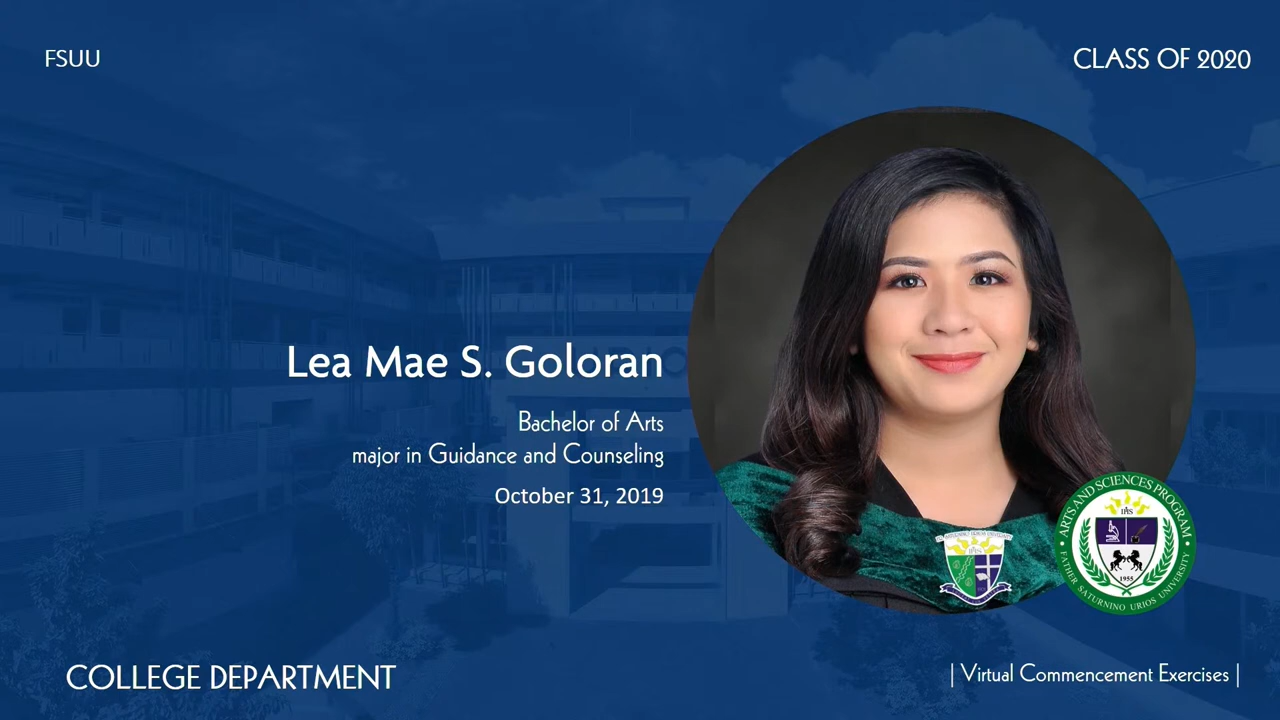 FSUU
CLASS OF 2020
Lea Mae S. Goloran
Bachelor of Arts
major in Guidance and Counseling
October 31, 2019
ARTS AND SCIENCES PROGRAM
FATHER SATURNINO URIOS UNIVERSITY
1955
COLLEGE DEPARTMENT
| Virtual Commencement Exercises |